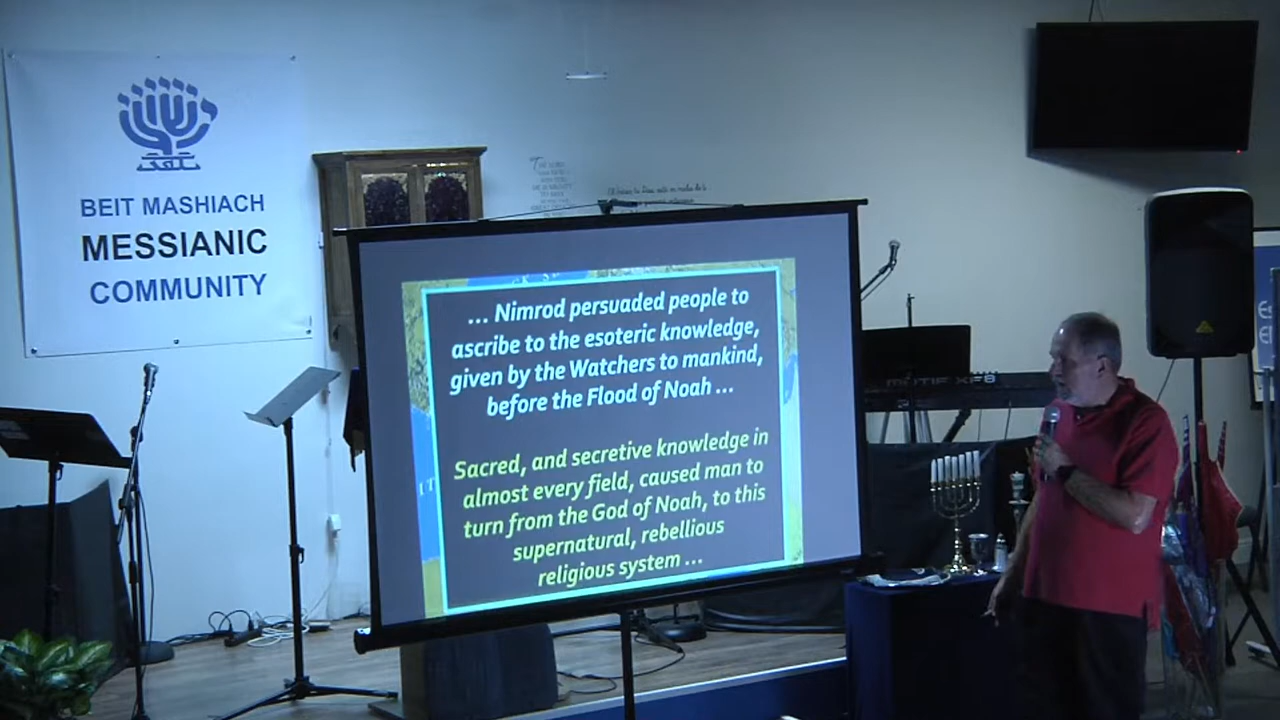 BEIT MASHIACH
MESSIANIC
COMMUNITY
... Nimrod persuaded people to
ascribe to the esoteric knowledge,
given by the Watchers to mankind,
before the Flood of Noah ...
Sacred, and secretive knowledge in
almost every field, caused man to
turn from the God of Noah, to this
supernatural, rebellious
religious system ...
MOTIF XF8